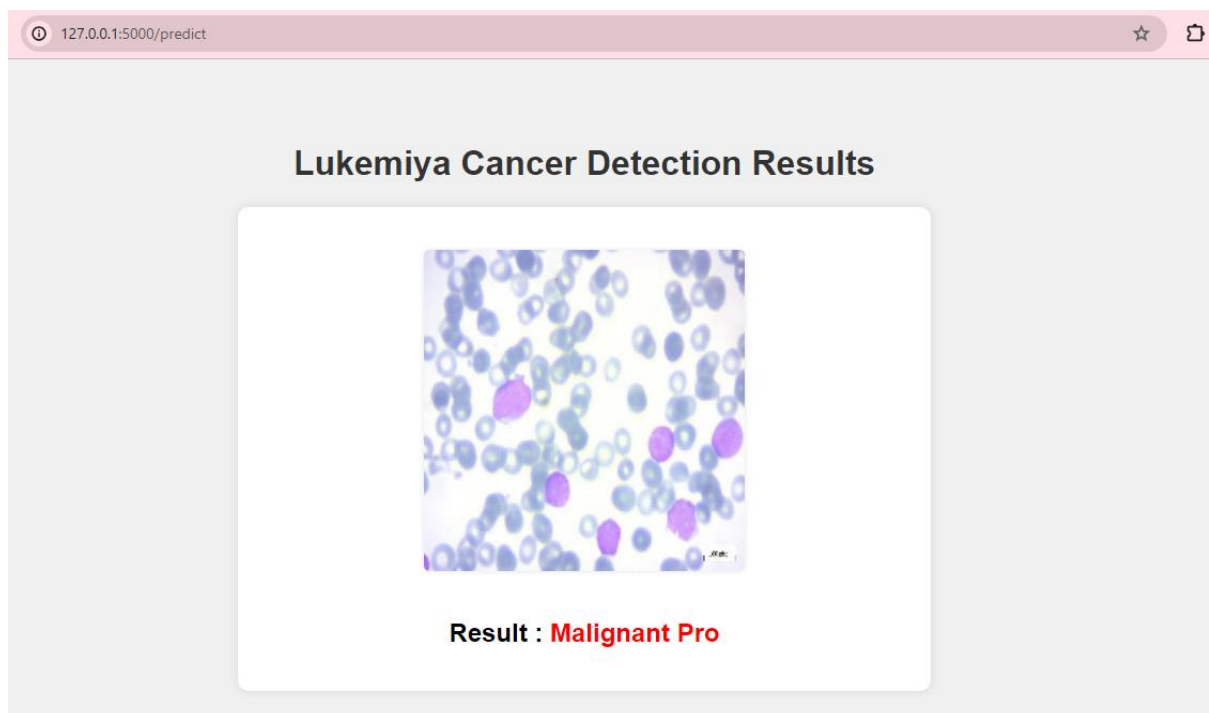 127.0.0.1:5000/predict
Lukemiya Cancer Detection Results
Result : Malignant Pro